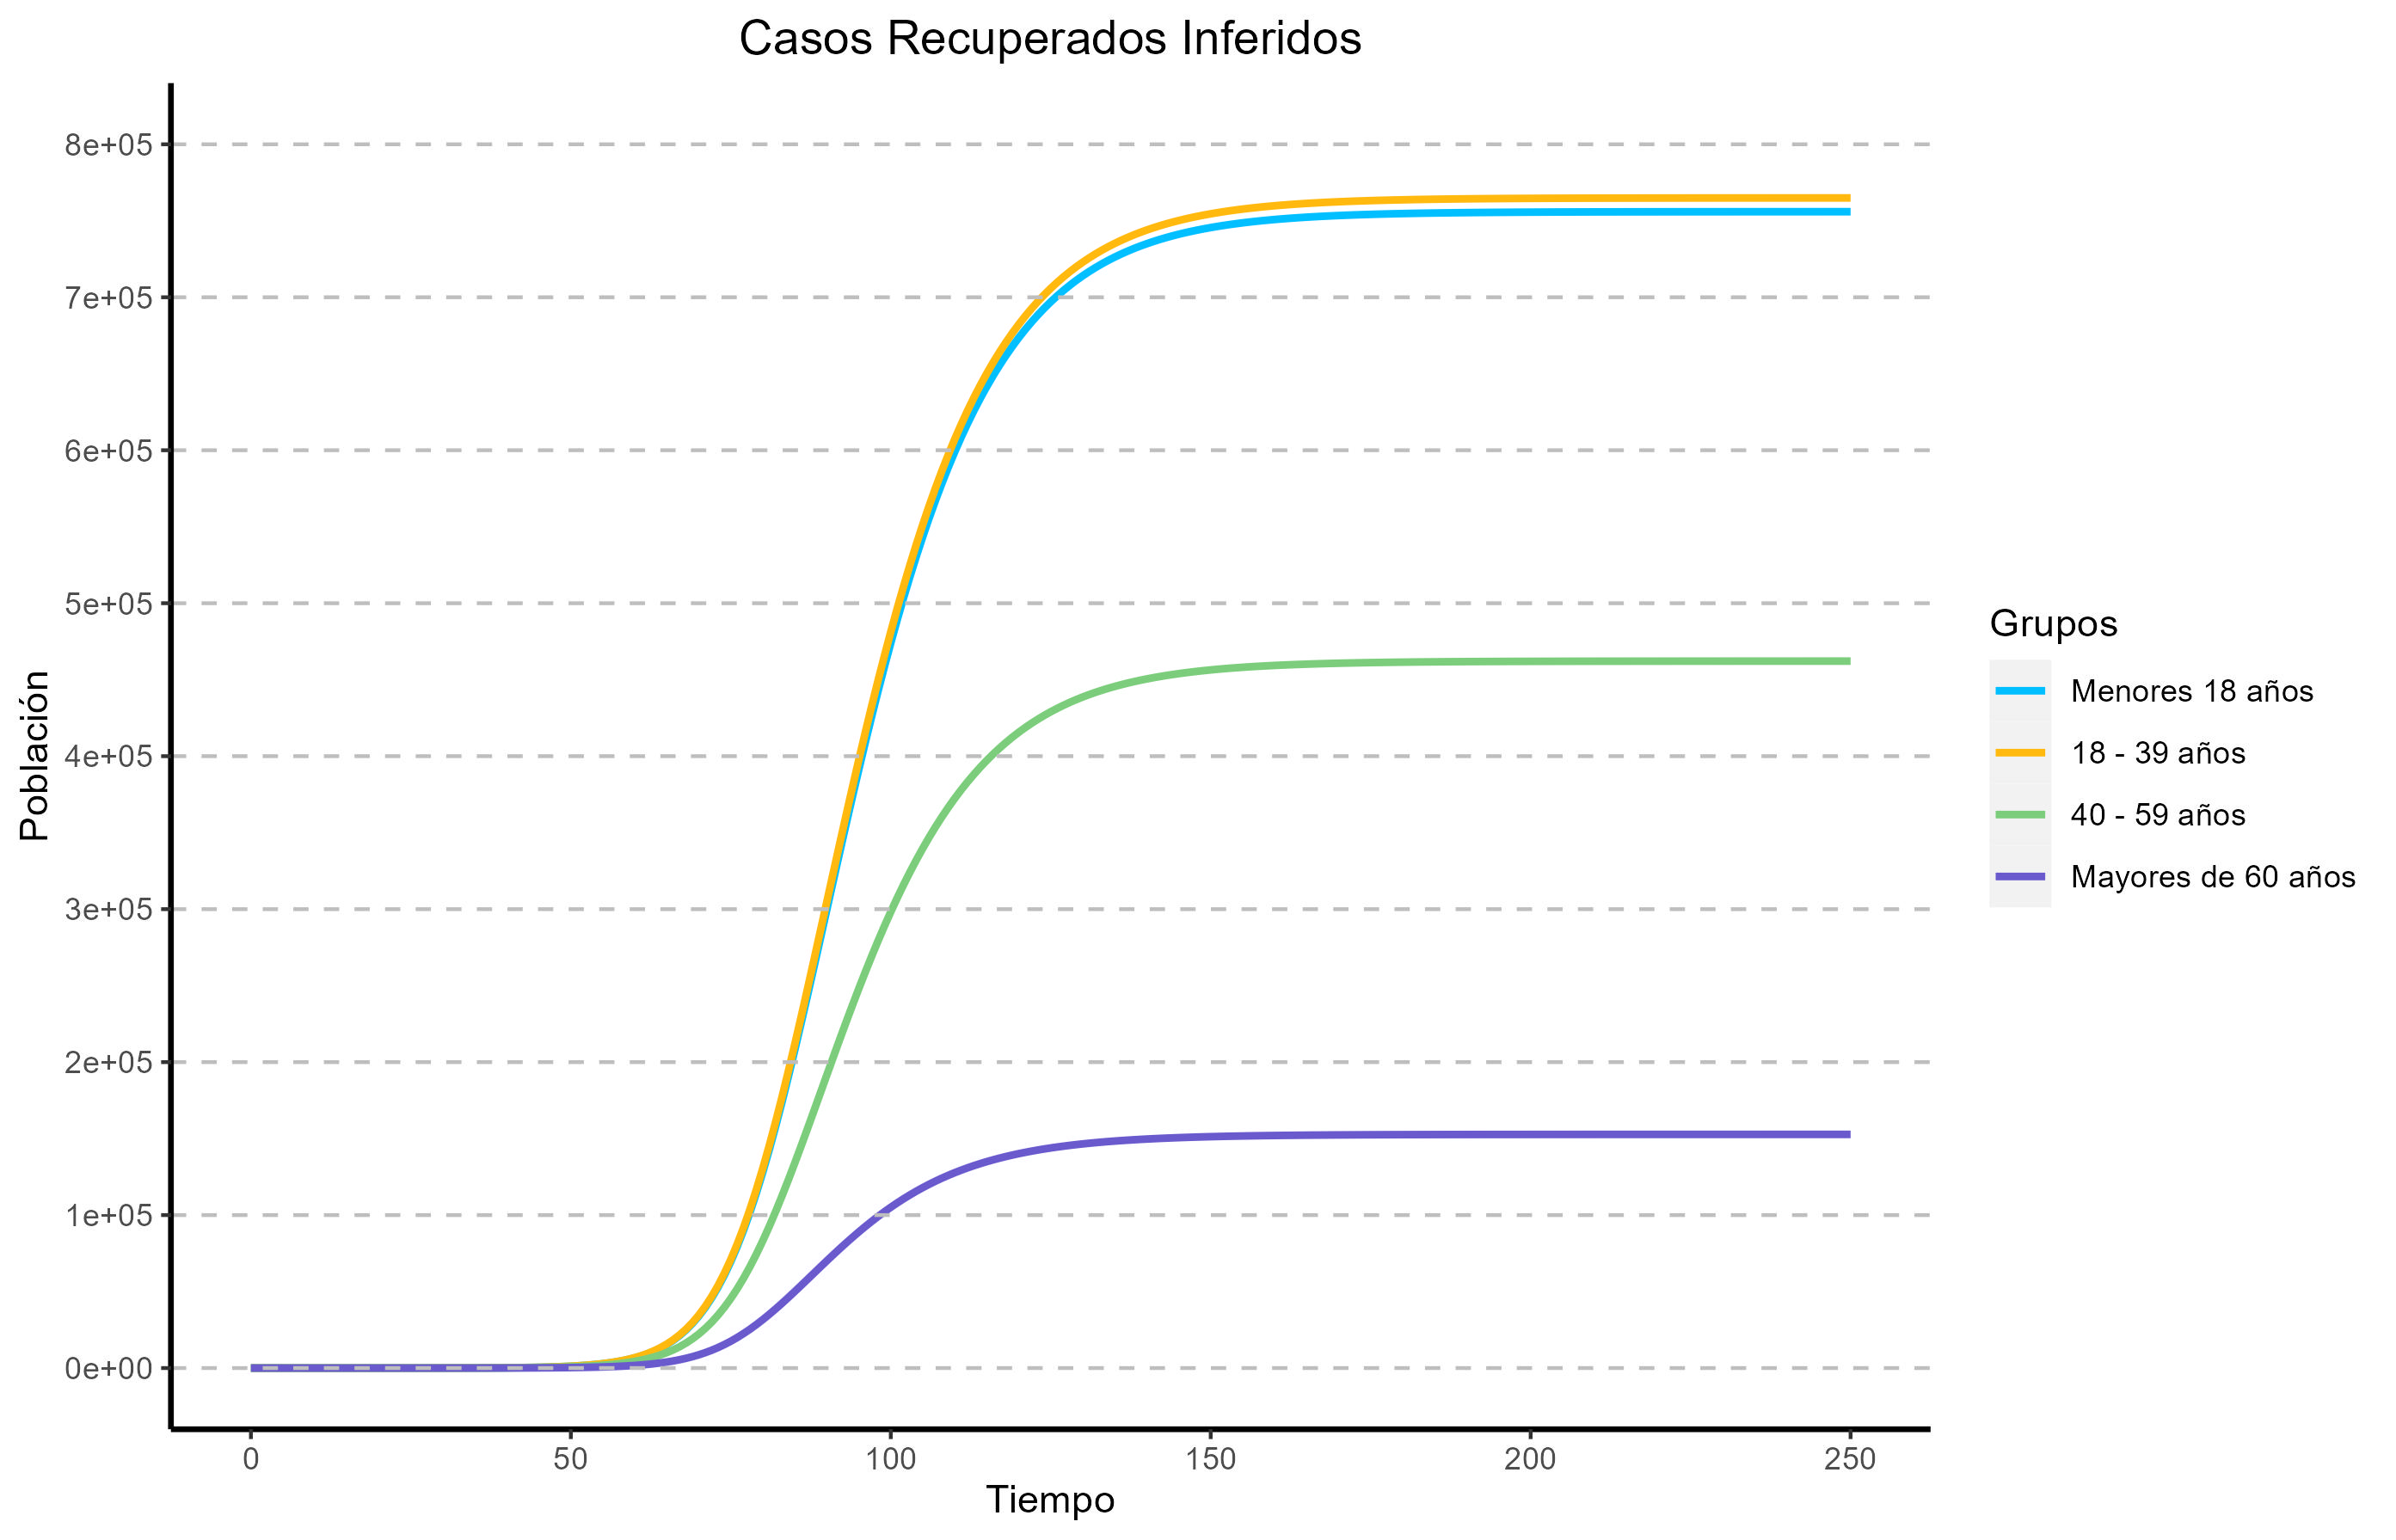 Casos Recuperados Inferidos
8e+05
7e+05
6e+05
5e+05
4e+05
3e+05
2e+05
1e+05
0e+00
Población
0 50 100 150 200 250
Tiempo
Grupos
Menores 18 años
18 - 39 años
40 - 59 años
Mayores de 60 años